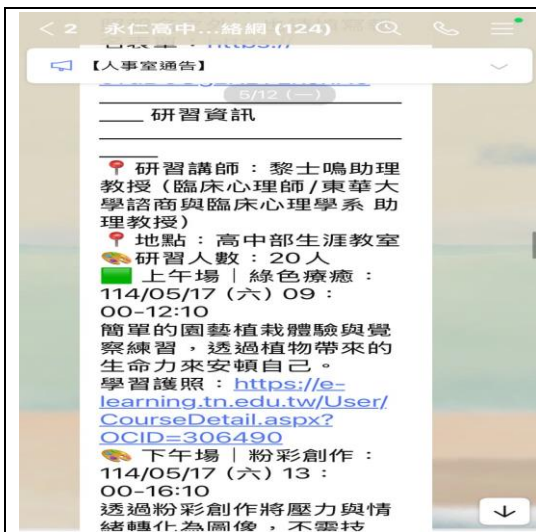 < 2 永仁高中...絡網 (124)
台裝單：https://
【人事室通告】
5/12 (一)
____ 研習資訊
📍 研習講師：黎士鳴助理
教授（臨床心理師/東華大
學諮商與臨床心理學系 助
理教授）
📍 地點：高中部生涯教室
🎨研習人數：20人
🟩 上午場｜綠色療癒：
114/05/17 (六) 09：
00-12:10
簡單的園藝植栽體驗與覺
察練習，透過植物帶來的
生命力來安頓自己。
學習護照：https://e-
learning.tn.edu.tw/User/
CourseDetail.aspx?
OCID=306490
🎨 下午場｜粉彩創作：
114/05/17 (六) 13：
00-16:10
透過粉彩創作將壓力與情
緒轉化為圖像，不需技